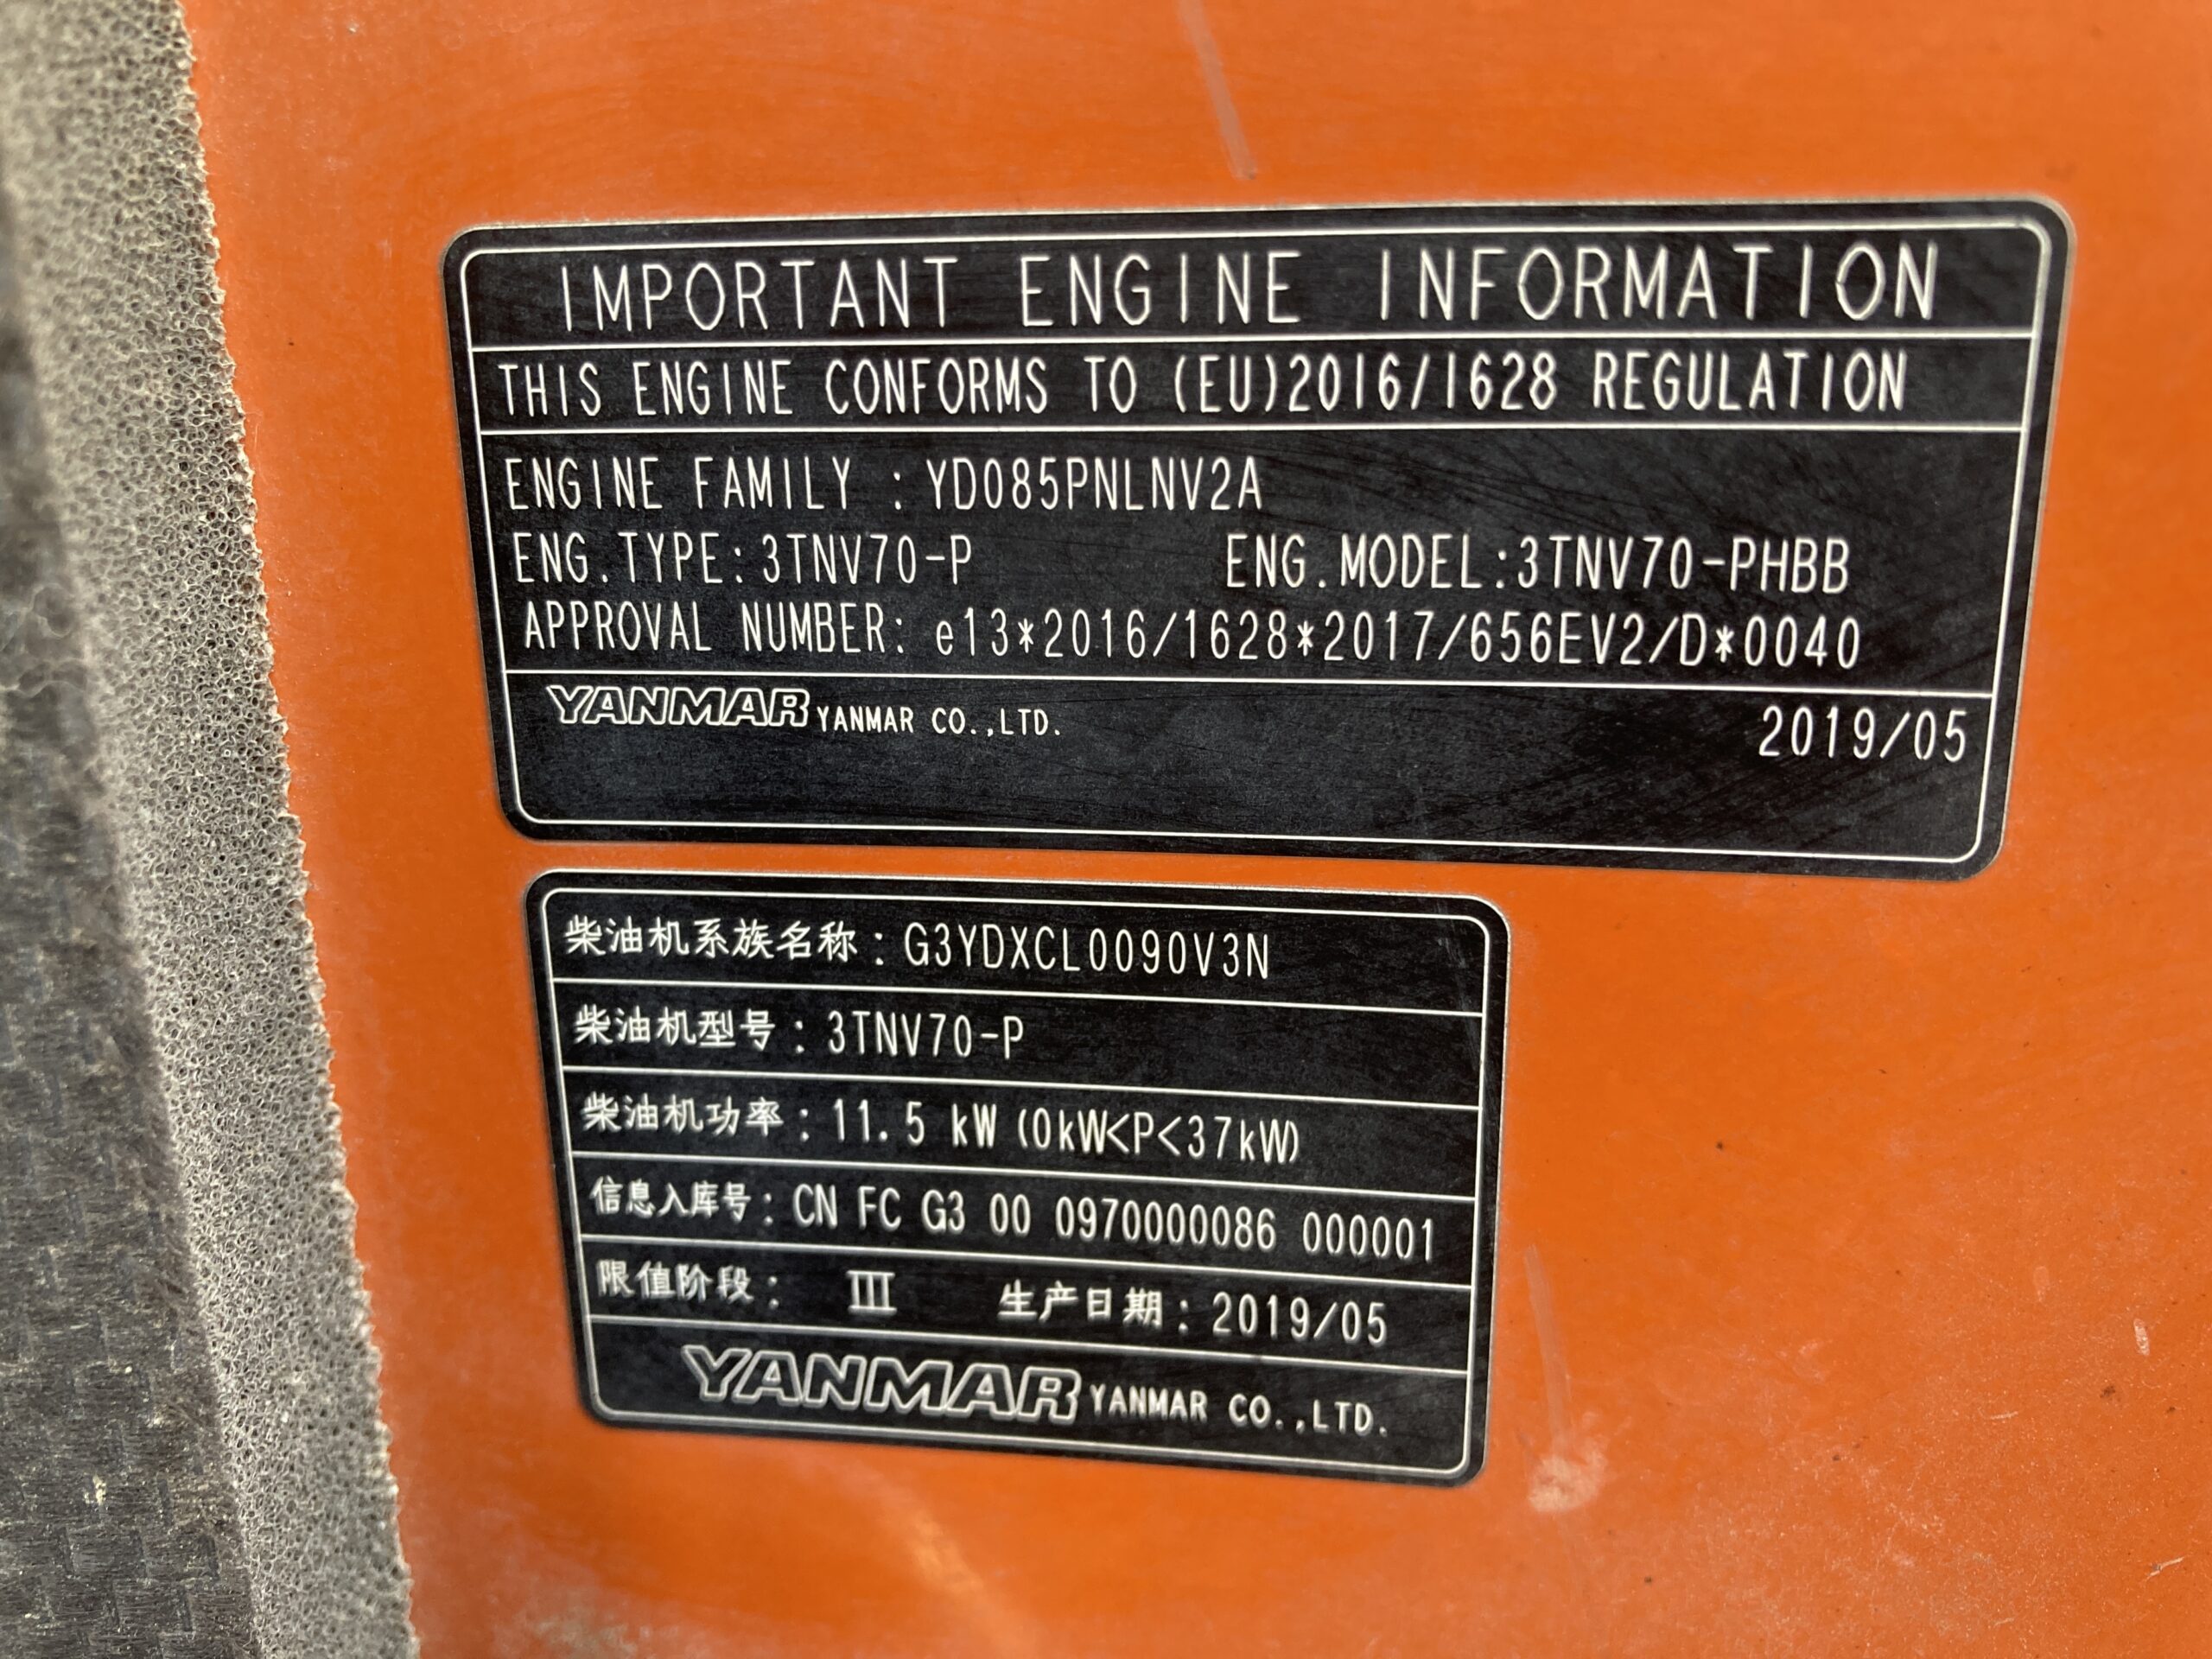 IMPORTANT ENGINE INFORMATION
THIS ENGINE CONFORMS TO (EU)2016/1628 REGULATION
ENGINE FAMILY : YD085PNLNV2A
ENG.TYPE:3TNV70-P ENG.MODEL:3TNV70-PHBB
APPROVAL NUMBER: e13*2016/1628*2017/656EV2/D*0040
YANMAR YANMAR CO.,LTD. 2019/05
柴油机系族名称：G3YDXCL0090V3N
柴油机型号：3TNV70-P
柴油机功率：11.5 kW (0kW<P<37kW)
信息入库号：CN FC G3 00 0970000086 000001
限值阶段： III 生产日期：2019/05
YANMAR YANMAR CO.,LTD.